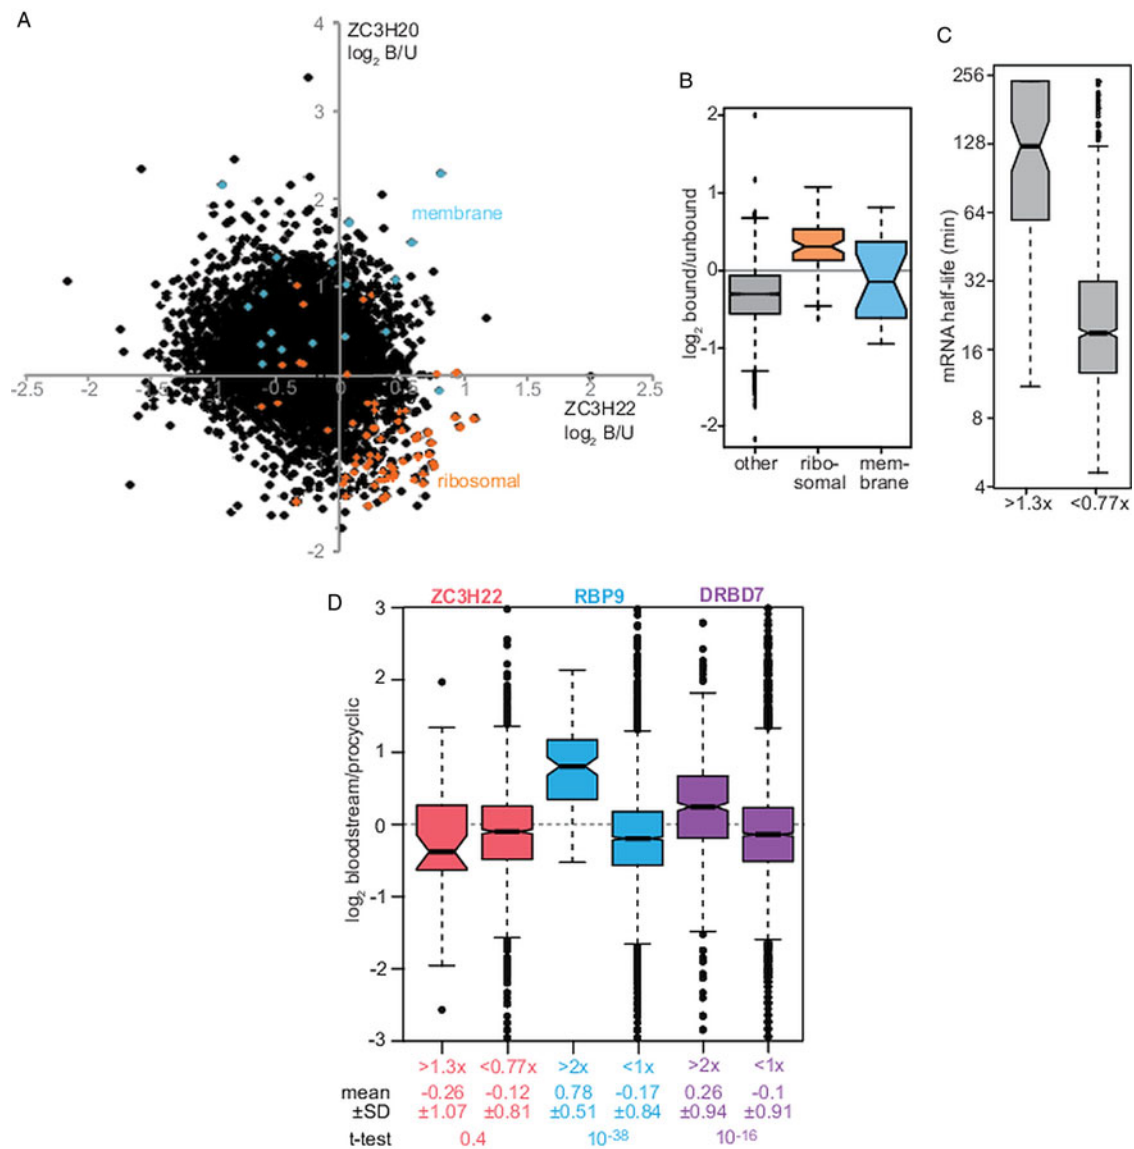 A
ZC3H20
log2 B/U
4
3
2
1
-2
membrane
-2.5
-2
-0.5
0
0.5
1
2
2.5
ZC3H22
log2 B/U
ribosomal
B
log2 bound/unbound
2
1
0
-1
-2
other
ribo-
somal
mem-
brane
C
mRNA half-life (min)
256
128
64
32
16
8
4
>1.3x
<0.77x
D
ZC3H22 RBP9 DRBD7
log2 bloodstream/procyclic
3
2
1
0
-1
-2
-3
>1.3x <0.77x >2x <1x >2x <1x
mean -0.26 -0.12 0.78 -0.17 0.26 -0.1
±SD ±1.07 ±0.81 ±0.51 ±0.84 ±0.94 ±0.91
t-test 0.4 10-38 10-16